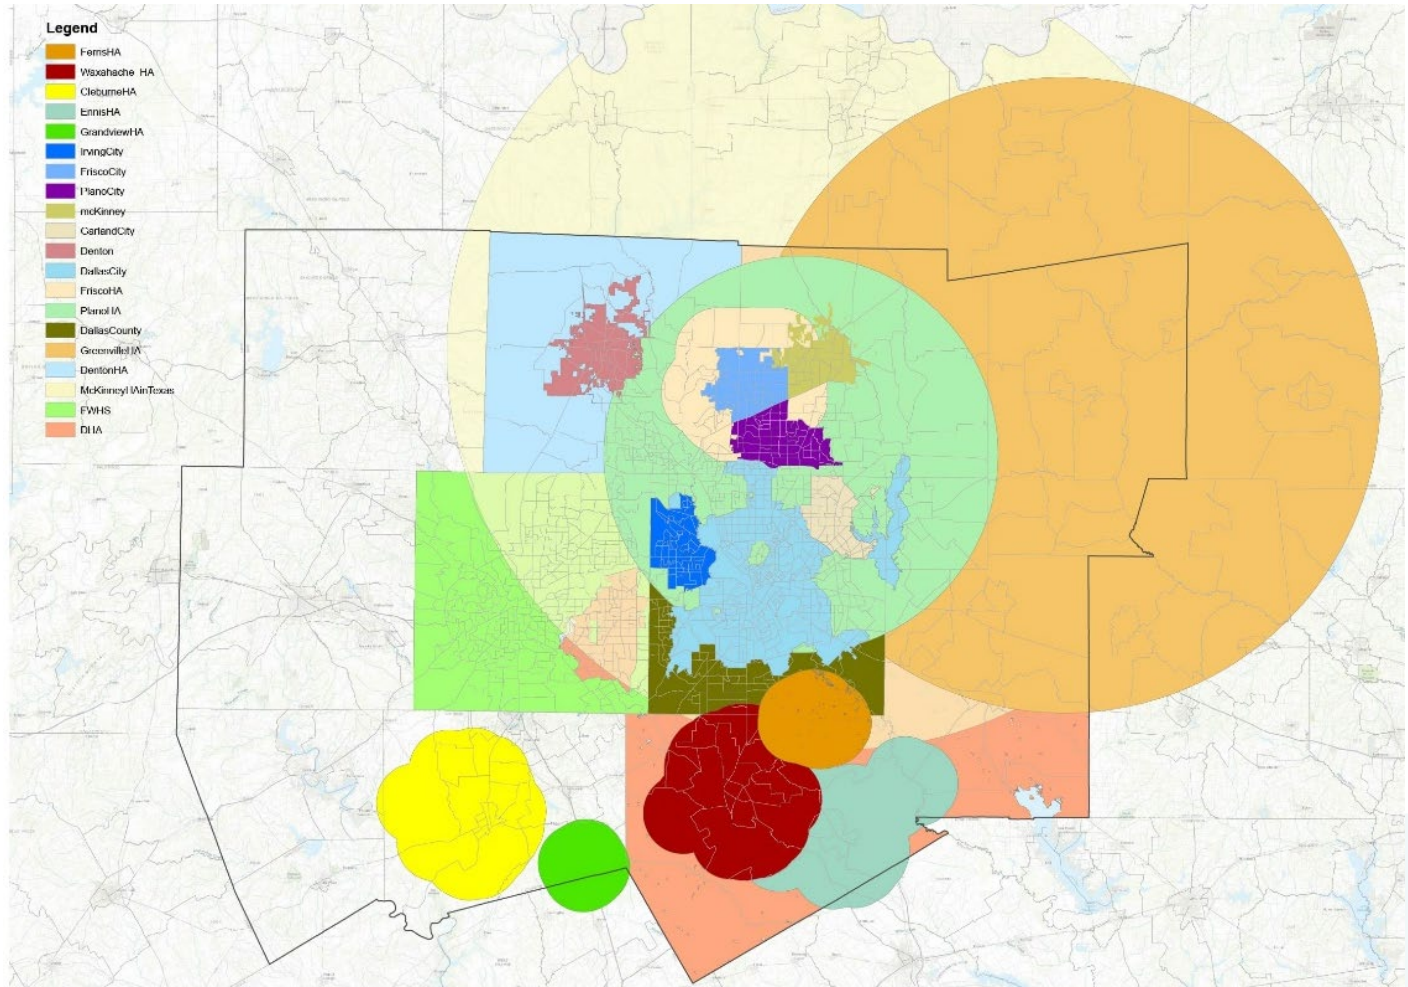 Legend
FerrisHA
Waxahache HA
CleburneHA
EnnisHA
GrandviewHA
IrvingCity
FriscoCity
PlanoCity
mcKinney
GarlandCity
Denton
DallasCity
FriscoHA
PlanoHA
DallasCounty
GreenvilleHA
DentonHA
McKinneyHAinTexas
FWHS
DHA